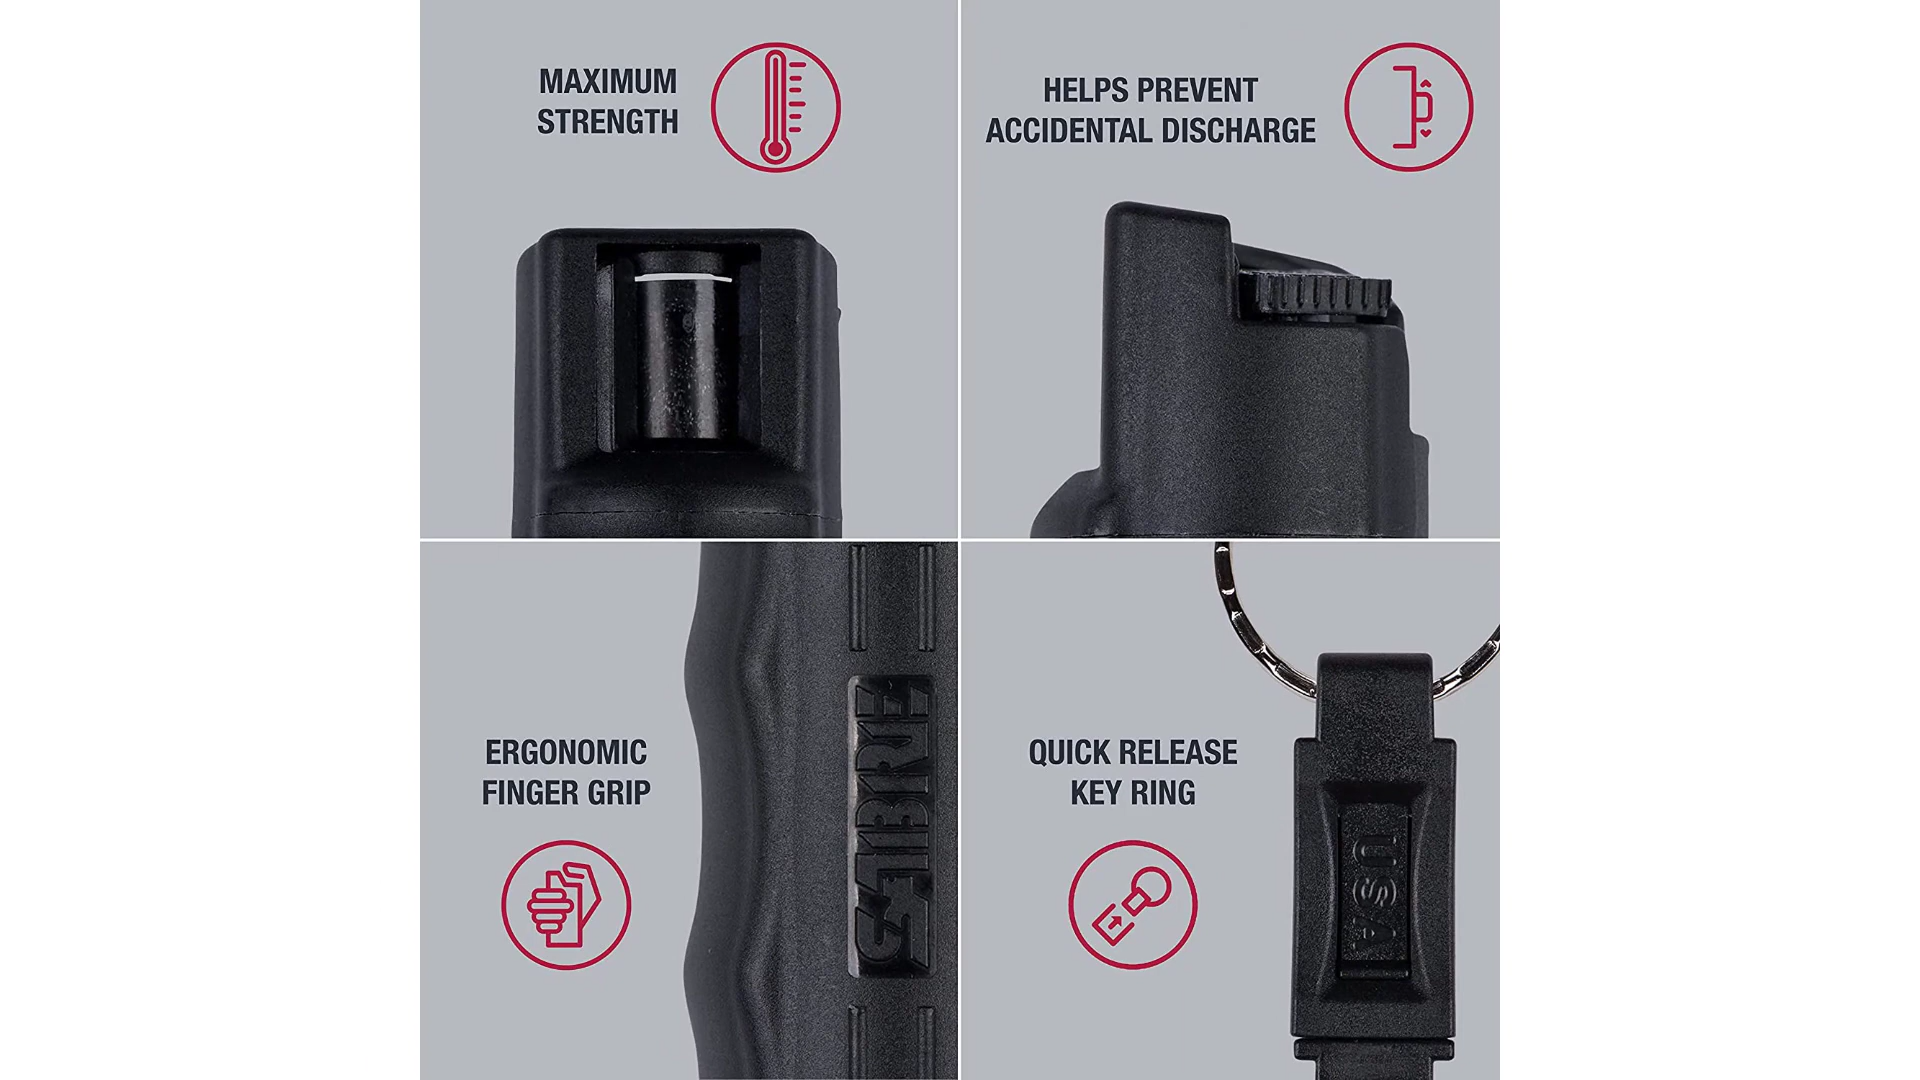 MAXIMUM
STRENGTH
HELPS PREVENT
ACCIDENTAL DISCHARGE
ERGONOMIC
FINGER GRIP
SABRE
QUICK RELEASE
KEY RING
USA